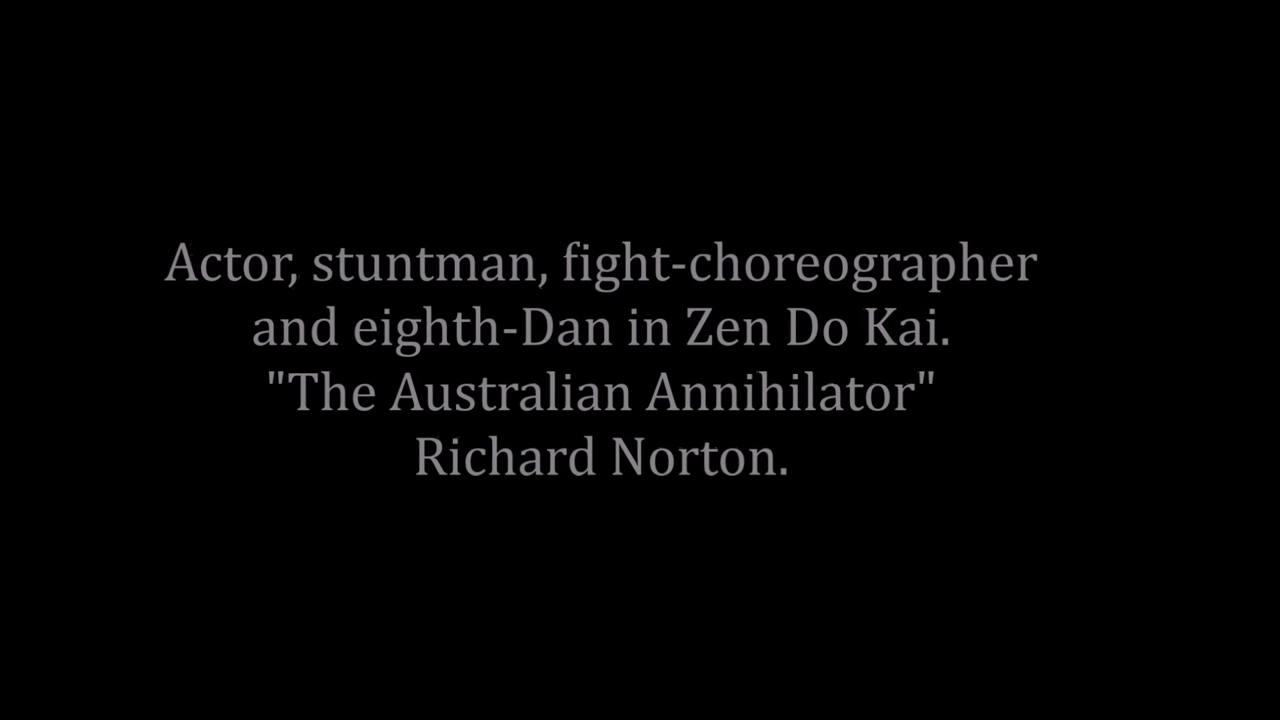 Actor, stuntman, fight-choreographer
and eighth-Dan in Zen Do Kai.
"The Australian Annihilator"
Richard Norton.